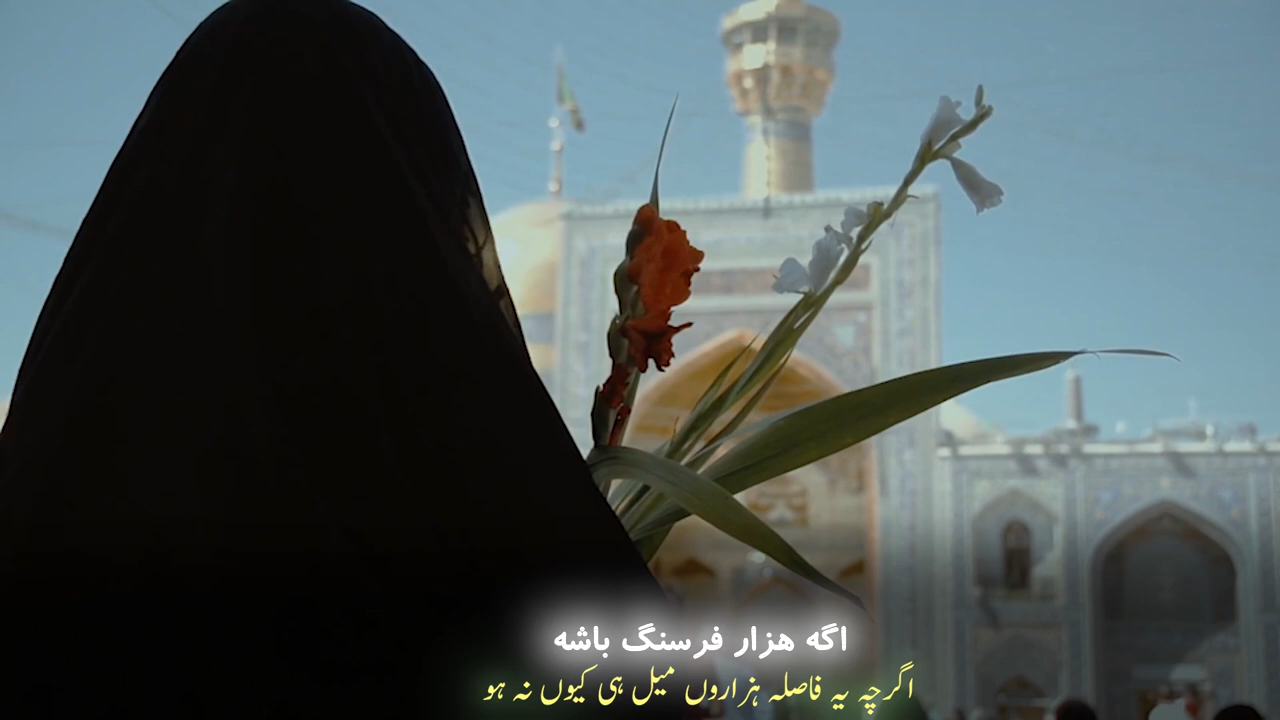 اگه هزار فرسنگ باشه
اگرچہ یہ فاصلہ ہزاروں میل ہی کیوں نہ ہو